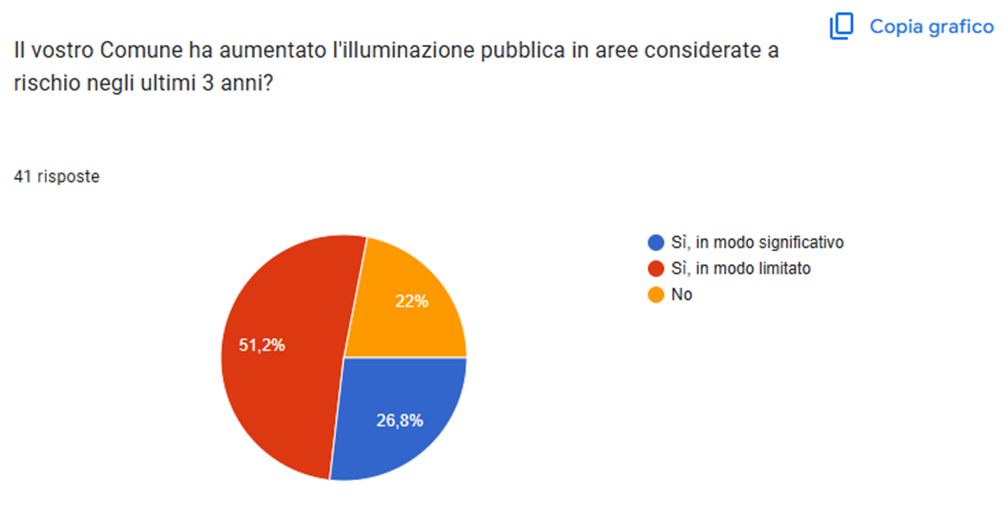 Copia grafico
Il vostro Comune ha aumentato l'illuminazione pubblica in aree considerate a
rischio negli ultimi 3 anni?
41 risposte
Sì, in modo significativo
Sì, in modo limitato
No
22%
51,2%
26,8%